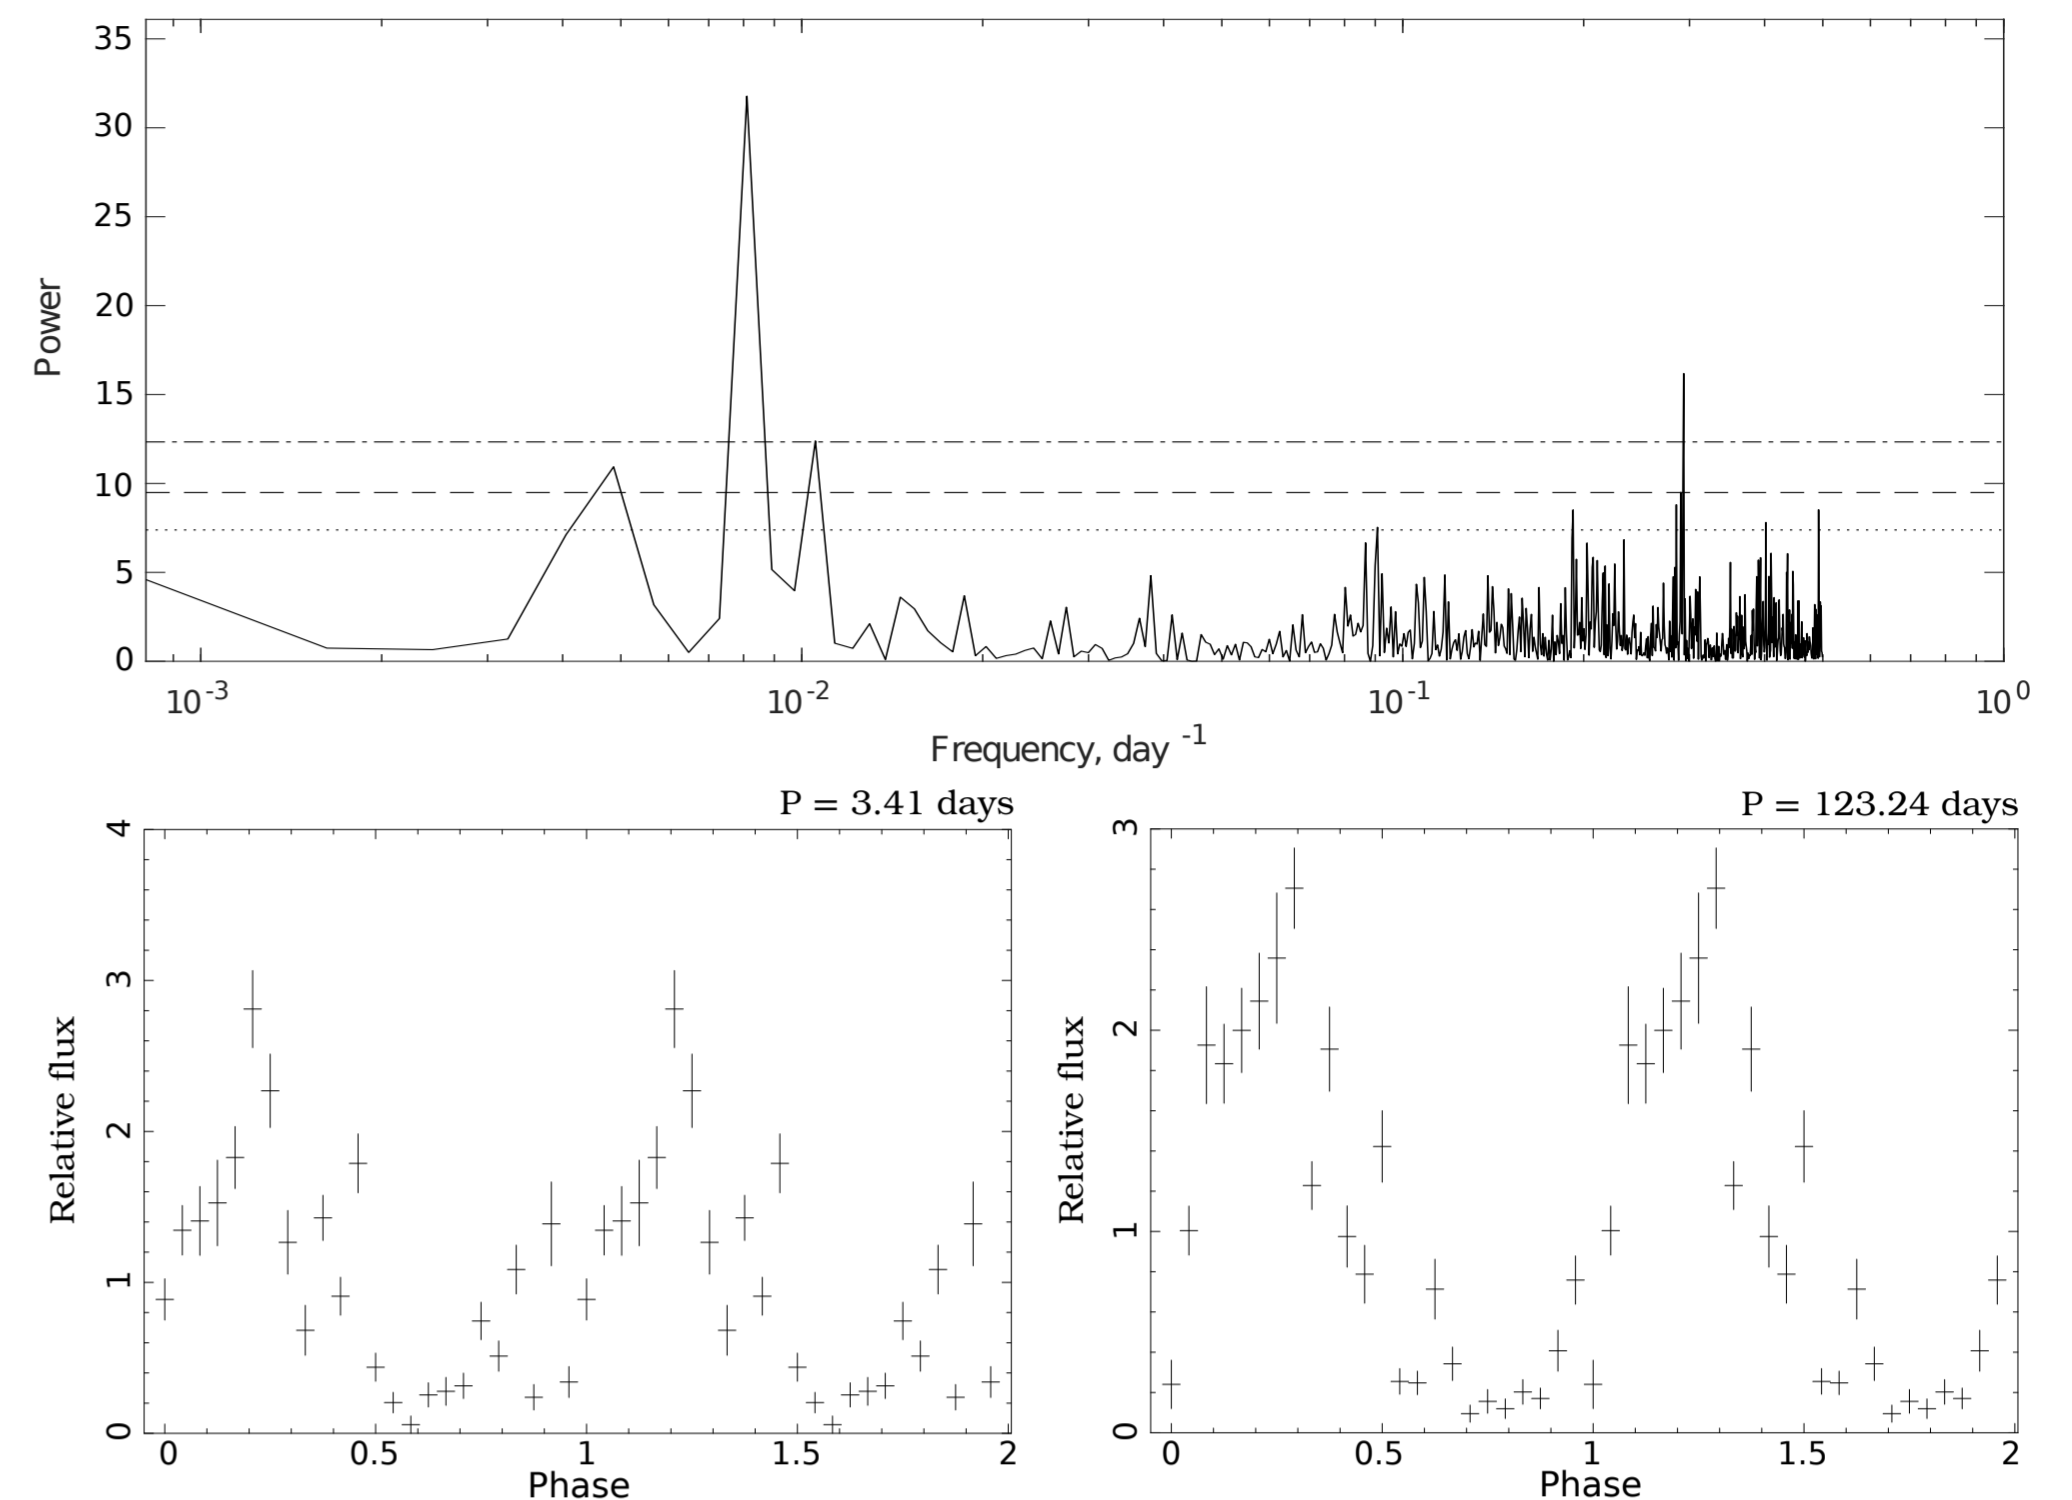 35
30
25
20
15
10
5
0
Power
10^-3 10^-2 10^-1 10^0
Frequency, day ^-1
P = 3.41 days
4
3
2
1
0
Relative flux
0 0.5 1 1.5 2
Phase
P = 123.24 days
3
2
1
0
Relative flux
0 0.5 1 1.5 2
Phase